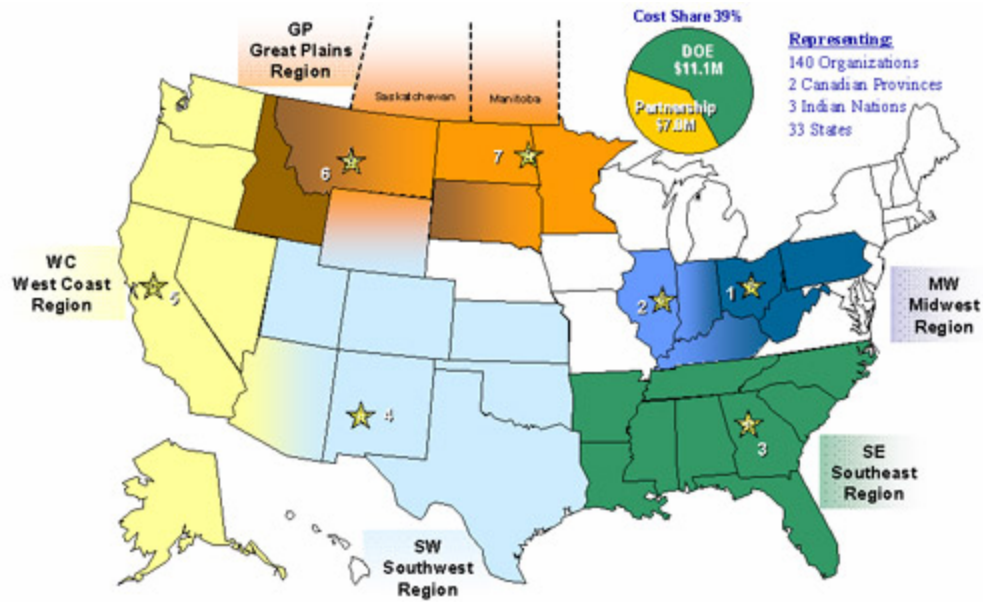 GP
Great Plains
Region
Saskatchewan
Manitoba
Cost Share 39%
DOE
$11.1M
Partnership
$7.0M
Representing:
140 Organizations
2 Canadian Provinces
3 Indian Nations
33 States
6
7
WC
West Coast
Region
5
2
1
MW
Midwest
Region
4
3
SE
Southeast
Region
SW
Southwest
Region